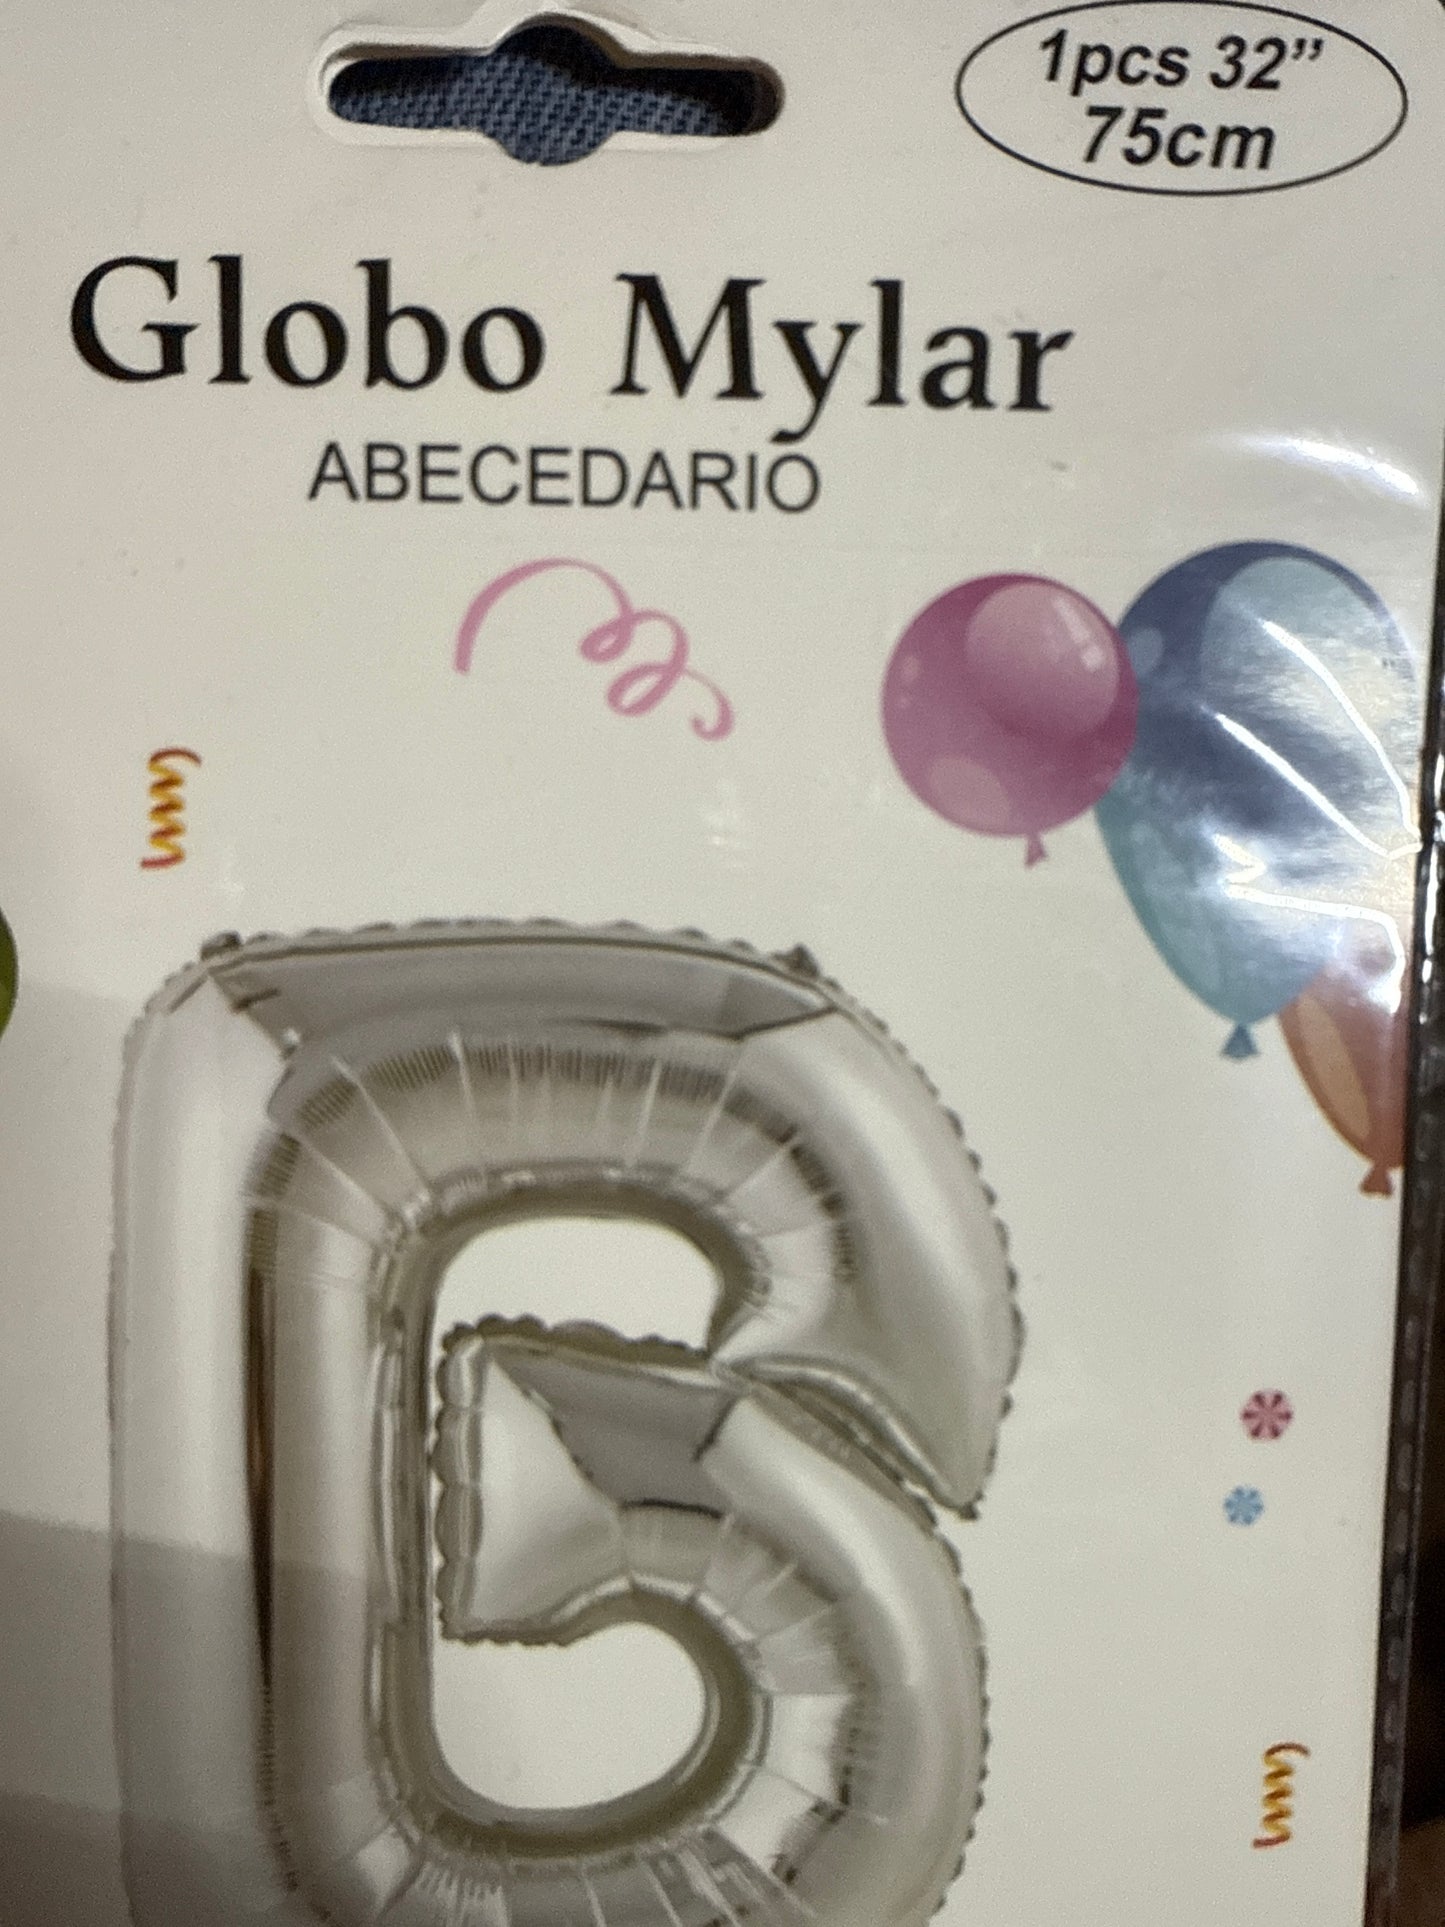 1pcs 32”
75cm
Globo Mylar
ABECEDARIO
G